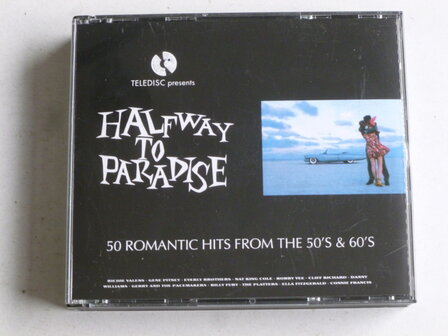 TELEDISC presents
HALFWAY
TO
PARADISE
50 ROMANTIC HITS FROM THE 50'S & 60'S
RICHIE VALENS · GENE PITNEY · EVERLY BROTHERS · NAT KING COLE · BOBBY VEE · CLIFF RICHARD · DANNY
WILLIAMS · GERRY AND THE PACEMAKERS · BILLY FURY · THE PLATTERS · ELLA FITZGERALD · CONNIE FRANCIS